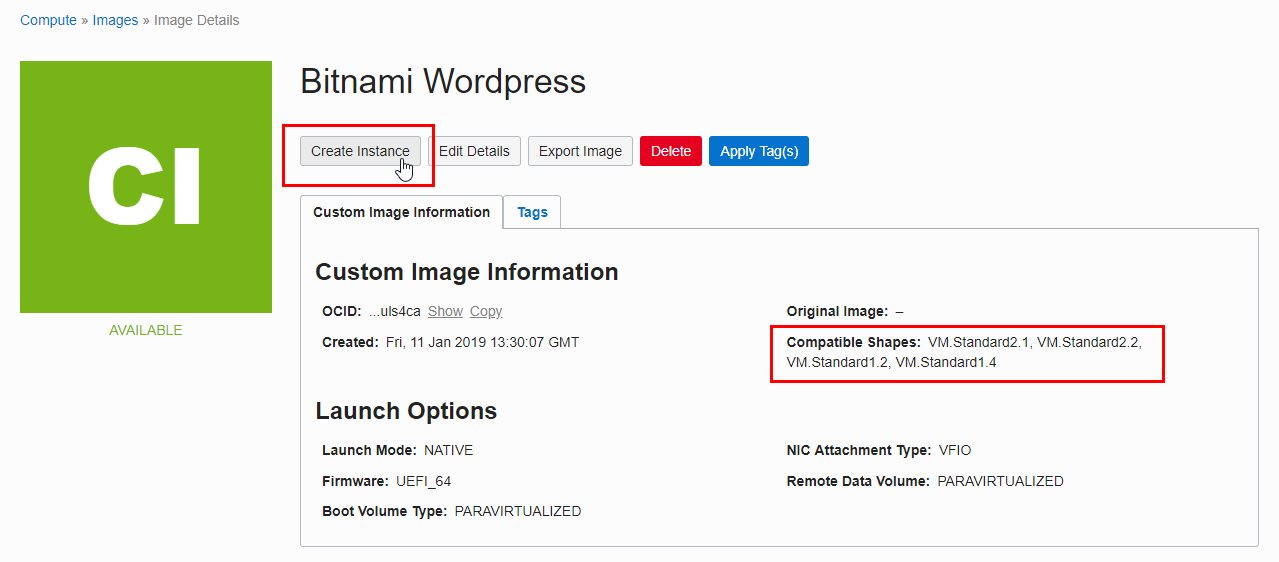 Compute » Images » Image Details
CI
AVAILABLE
Bitnami Wordpress
Create Instance Edit Details Export Image Delete Apply Tag(s)
Custom Image Information Tags
Custom Image Information
OCID: ...uls4ca Show Copy
Original Image: –
Created: Fri, 11 Jan 2019 13:30:07 GMT
Compatible Shapes: VM.Standard2.1, VM.Standard2.2,
VM.Standard1.2, VM.Standard1.4
Launch Options
Launch Mode: NATIVE
NIC Attachment Type: VFIO
Firmware: UEFI_64
Remote Data Volume: PARAVIRTUALIZED
Boot Volume Type: PARAVIRTUALIZED